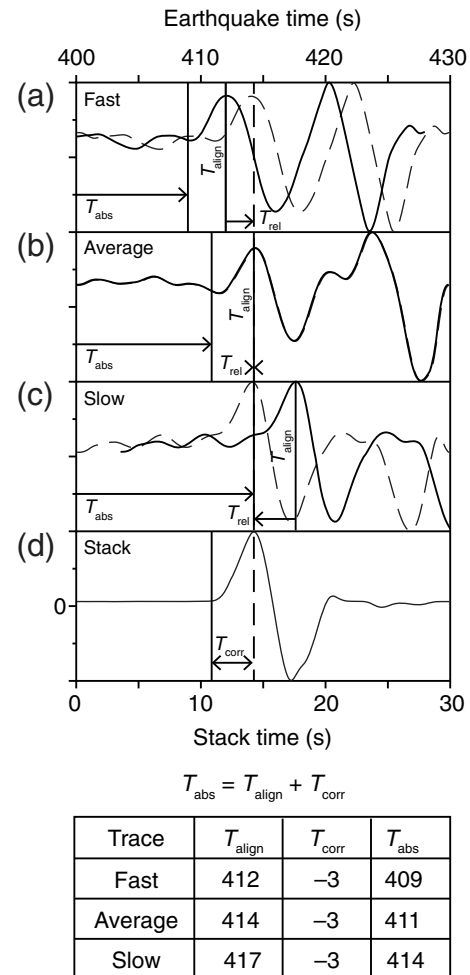 Earthquake time (s)
400 410 420 430
(a)
Fast
T_align
T_abs
T_rel
(b)
Average
T_align
T_abs
T_rel
(c)
Slow
T_align
T_abs
T_rel
(d)
Stack
0
T_corr
0 10 20 30
Stack time (s)
T_abs = T_align + T_corr
Trace T_align T_corr T_abs
Fast 412 –3 409
Average 414 –3 411
Slow 417 –3 414